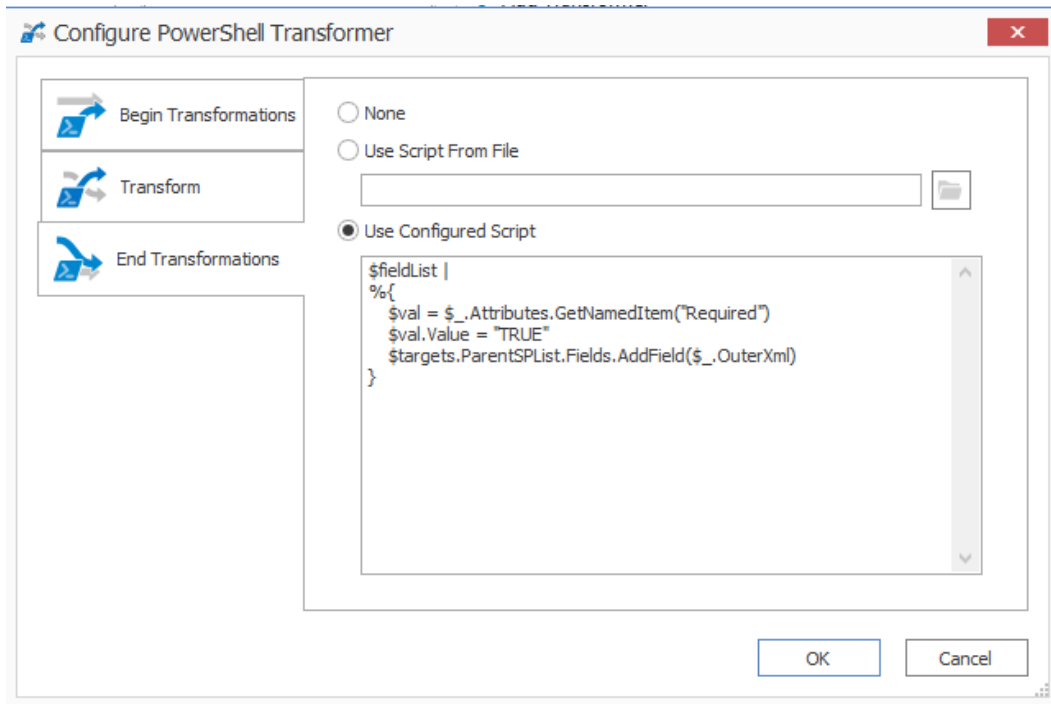 Configure PowerShell Transformer
Begin Transformations
Transform
End Transformations
None
Use Script From File
Use Configured Script
$fieldList |
%{
$val = $_.Attributes.GetNamedItem("Required")
$val.Value = "TRUE"
$targets.ParentSPList.Fields.AddField($_.OuterXml)
}
OK
Cancel